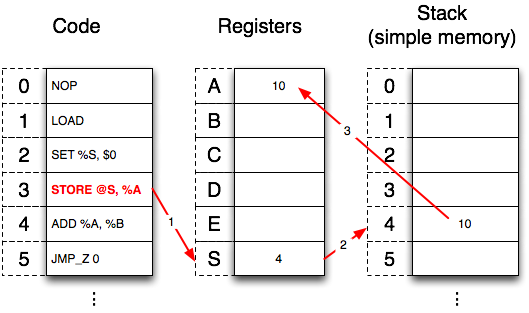 Code
Registers
Stack
(simple memory)
0 NOP
1 LOAD
2 SET %S, $0
3 STORE @S, %A
4 ADD %A, %B
5 JMP_Z 0
⋮
1
A 10
B
C
D
E
S 4
⋮
2
3
0
1
2
3
4 10
5
⋮